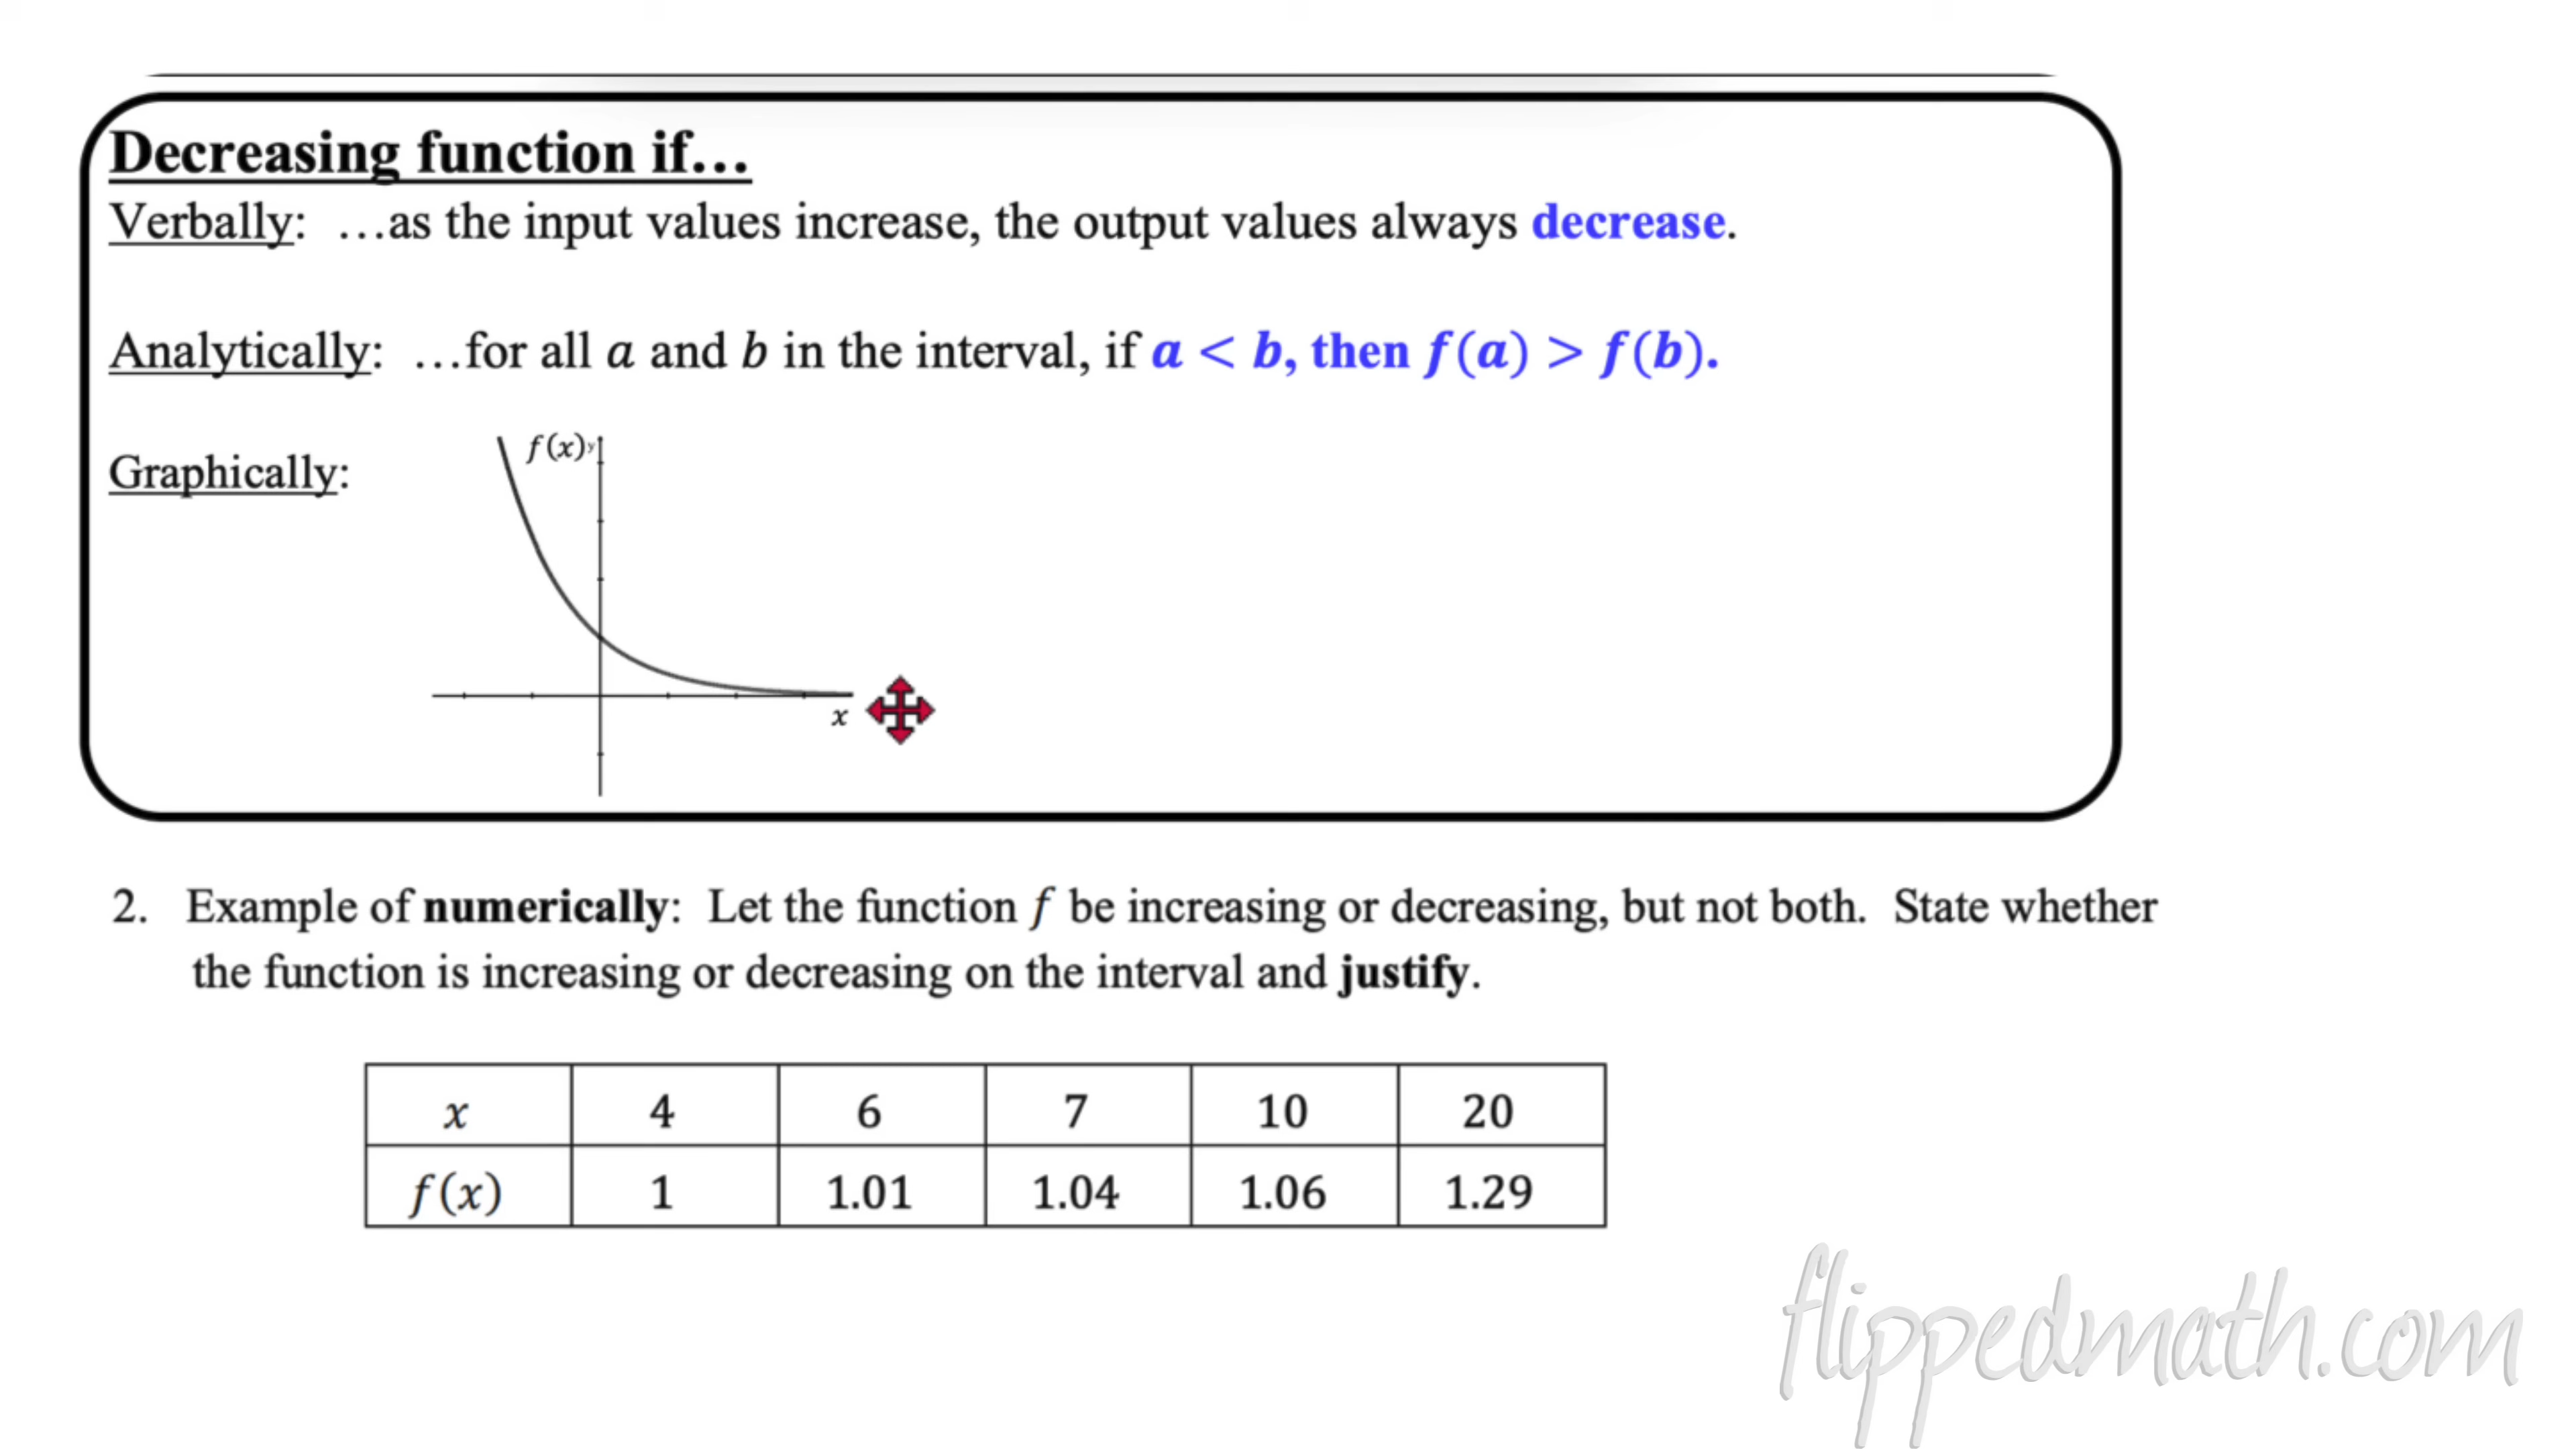 Decreasing function if…
Verbally: …as the input values increase, the output values always decrease.
Analytically: …for all a and b in the interval, if a < b, then f(a) > f(b).
Graphically:
f(x) y
x
2. Example of numerically: Let the function f be increasing or decreasing, but not both. State whether
the function is increasing or decreasing on the interval and justify.
x 4 6 7 10 20
f(x) 1 1.01 1.04 1.06 1.29
flippedmath.com